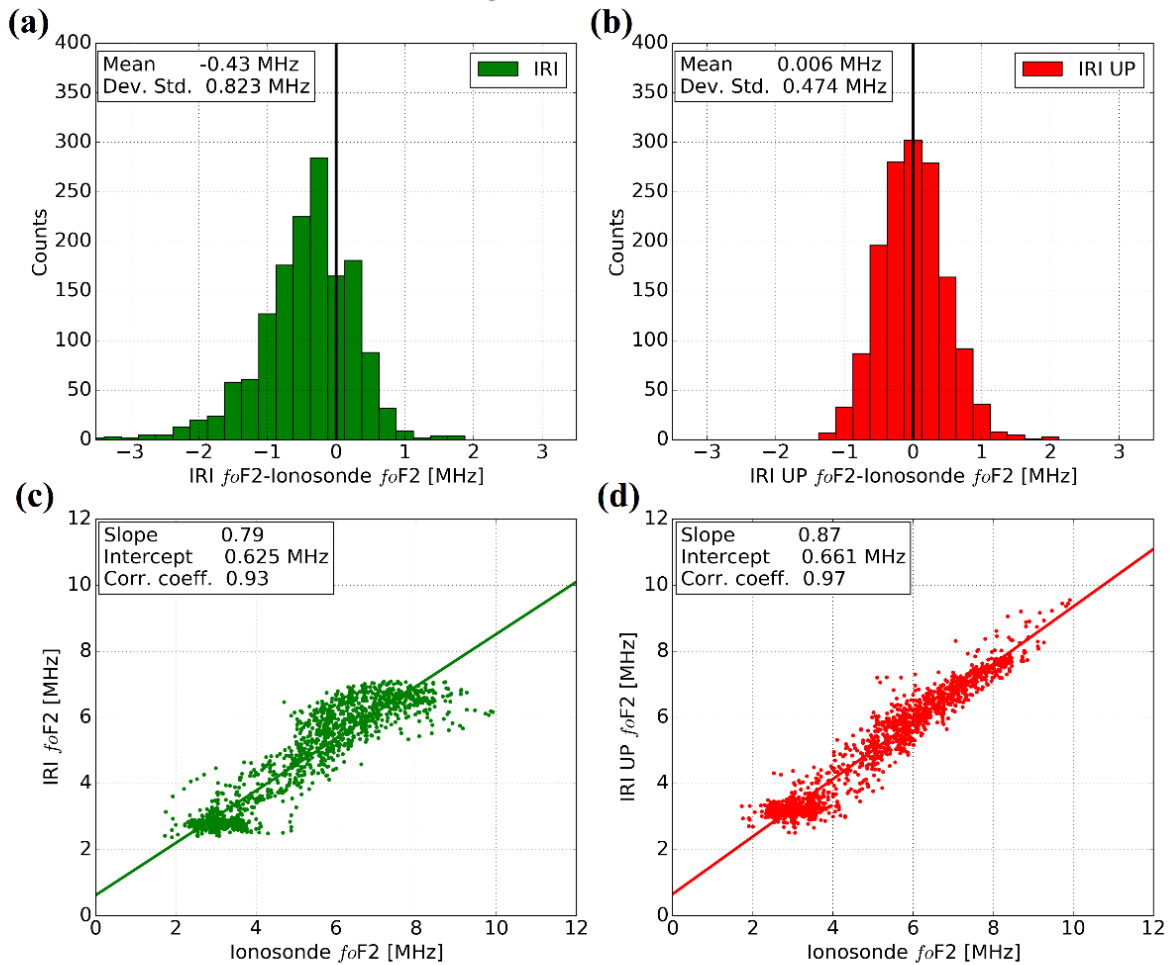 (a)
400
350
300
250
200
150
100
50
0
Counts
Mean -0.43 MHz
Dev. Std. 0.823 MHz
IRI
−3 −2 −1 0 1 2 3
IRI foF2-Ionosonde foF2 [MHz]
(b)
400
350
300
250
200
150
100
50
0
Counts
Mean 0.006 MHz
Dev. Std. 0.474 MHz
IRI UP
−3 −2 −1 0 1 2 3
IRI UP foF2-Ionosonde foF2 [MHz]
(c)
12
10
8
6
4
2
0
IRI foF2 [MHz]
Slope 0.79
Intercept 0.625 MHz
Corr. coeff. 0.93
0 2 4 6 8 10 12
Ionosonde foF2 [MHz]
(d)
12
10
8
6
4
2
0
IRI UP foF2 [MHz]
Slope 0.87
Intercept 0.661 MHz
Corr. coeff. 0.97
0 2 4 6 8 10 12
Ionosonde foF2 [MHz]